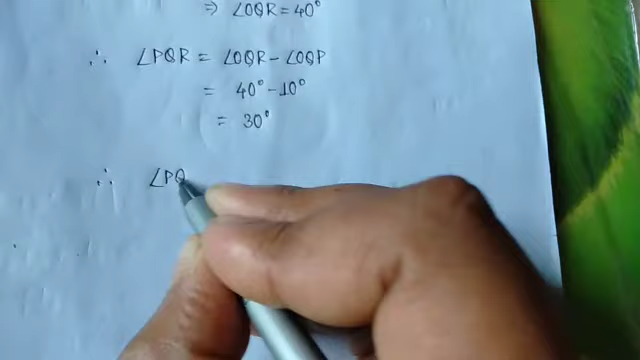 ⇒ ∠OQR = 40°
∴ ∠PQR = ∠OQR - ∠OQP
= 40° - 10°
= 30°
∴ ∠PQ